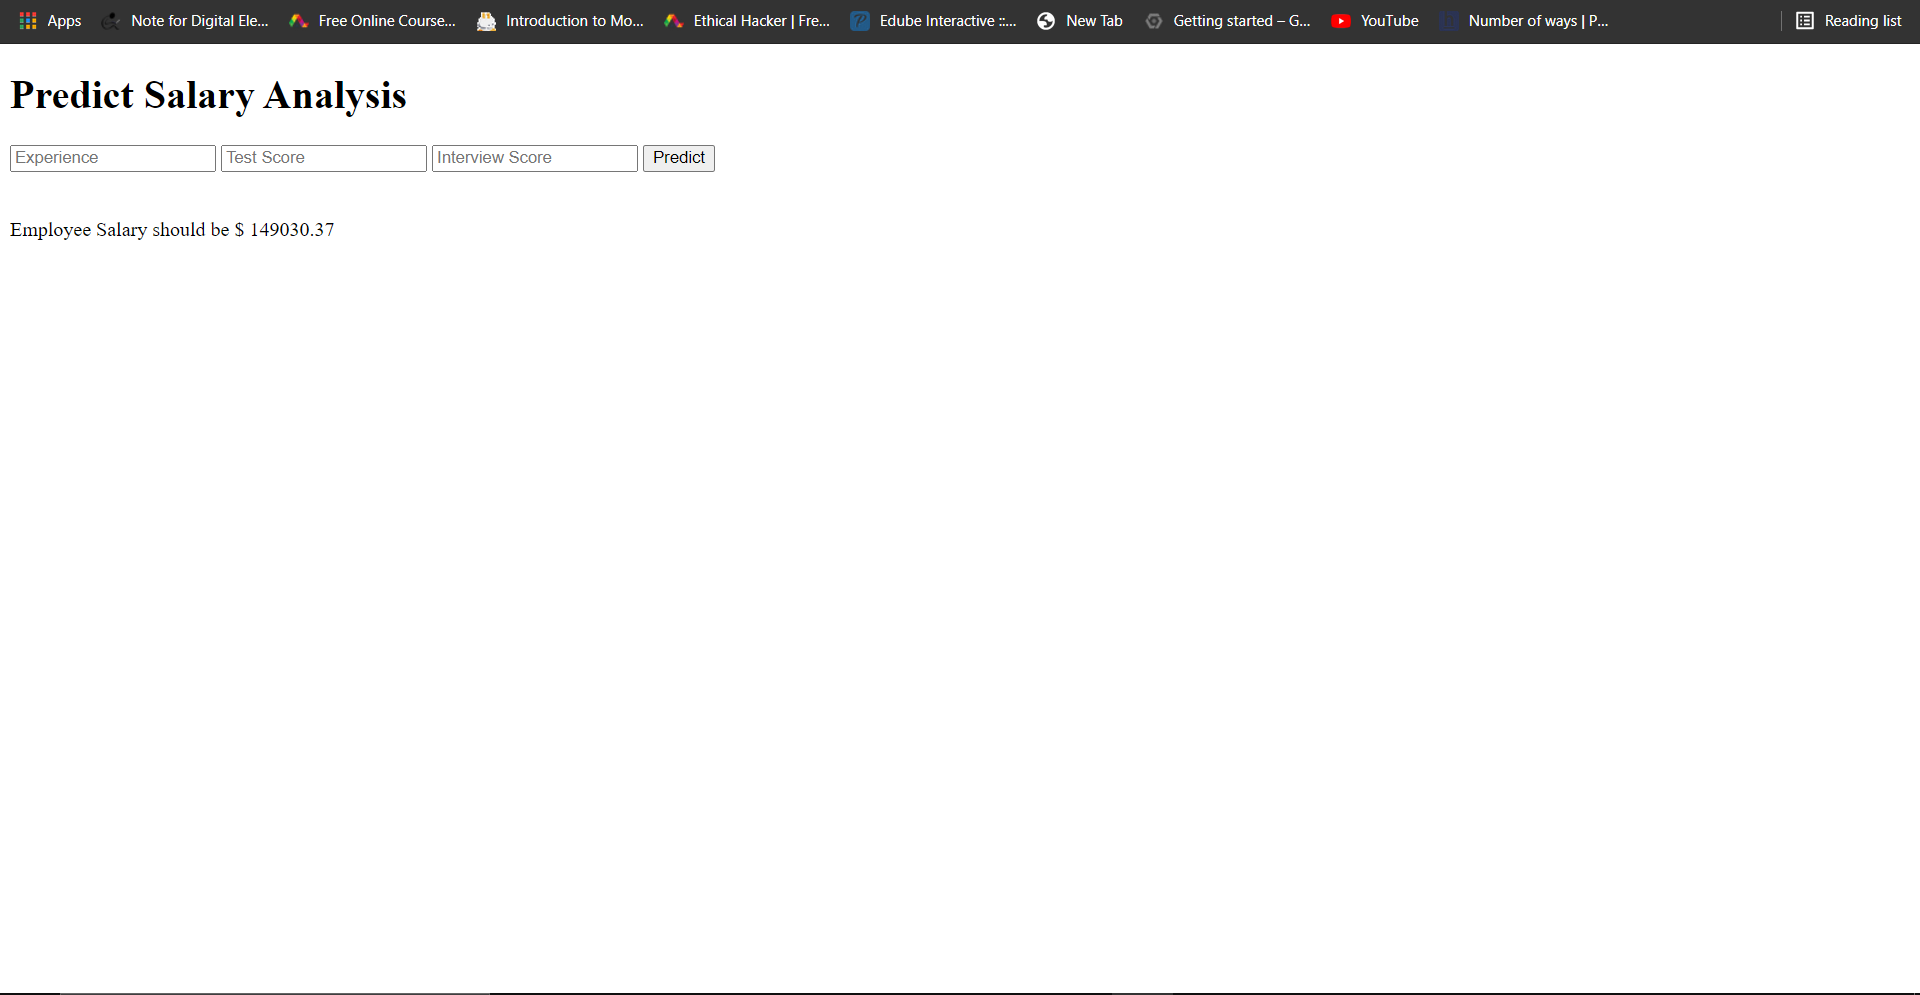 Apps Note for Digital Ele... Free Online Course... Introduction to Mo... Ethical Hacker | Fre... Edube Interactive ::... New Tab Getting started – G... YouTube Number of ways | P... Reading list
Predict Salary Analysis
Experience Test Score Interview Score Predict
Employee Salary should be $ 149030.37